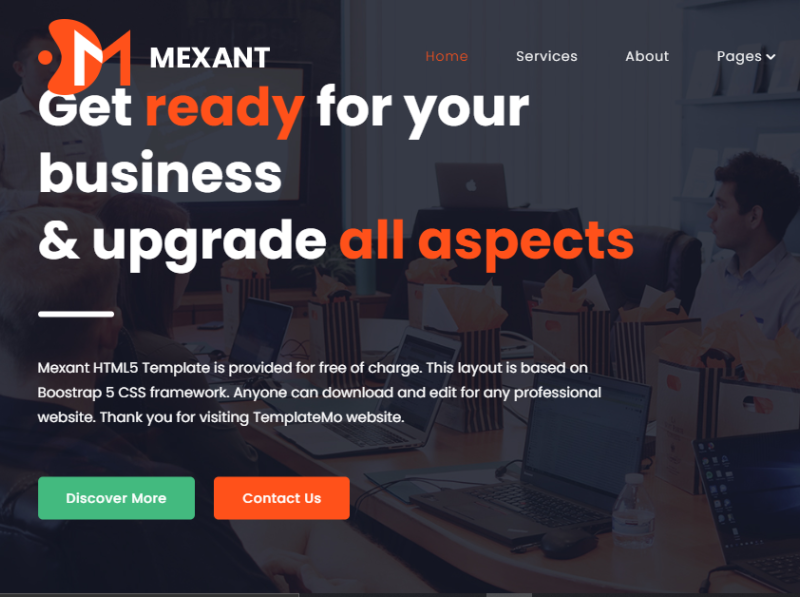 MEXANT
Home Services About Pages
Get ready for your
business
& upgrade all aspects
Mexant HTML5 Template is provided for free of charge. This layout is based on
Boostrap 5 CSS framework. Anyone can download and edit for any professional
website. Thank you for visiting TemplateMo website.
Discover More Contact Us